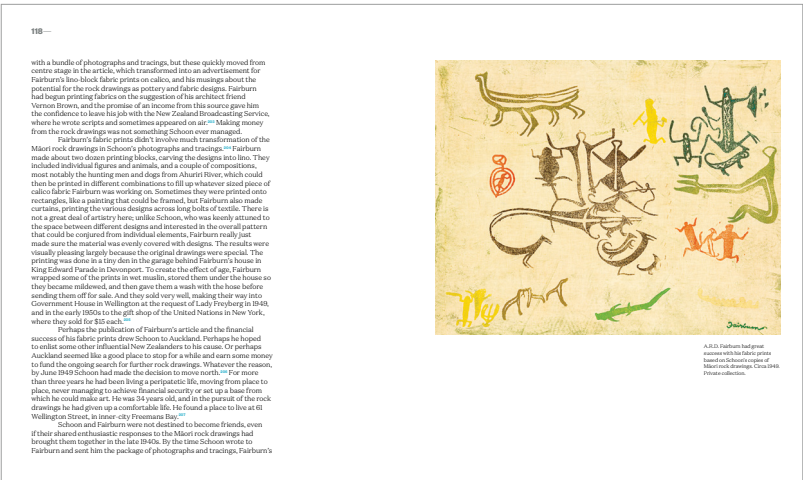 118—
with a bundle of photographs and tracings, but these quickly moved from
centre stage in the article, which transformed into an advertisement for
Fairburn's lino-block fabric prints on calico, and his musings about the
potential for the rock drawings as pottery and fabric designs. Fairburn
had begun printing fabrics on the suggestion of his architect friend
Vernon Brown, and the promise of an income from this source gave him
the confidence to leave his job with the New Zealand Broadcasting Service,
where he wrote scripts and sometimes appeared on air. Making money
from the rock drawings was not something Schoon ever managed.
Fairburn's fabric prints didn't involve much transformation of the
Māori rock drawings in Schoon's photographs and tracings. Fairburn
made about two dozen printing blocks, carving the designs into lino. They
included individual figures and animals, and a couple of compositions,
most notably the hunting men and dogs from Ahuriri River, which could
then be printed in different combinations to fill up whatever sized piece of
calico fabric Fairburn was working on. Sometimes they were printed onto
rectangles, like a painting that could be framed, but Fairburn also made
curtains, printing the various designs across long bolts of textile. There is
not a great deal of artistry here; unlike Schoon, who was keenly attuned to
the space between different designs and interested in the overall pattern
that could be conjured from individual elements, Fairburn really just
made sure the material was evenly covered with designs. The results were
visually pleasing largely because the original drawings were special. The
printing was done in a tiny den in the garage behind Fairburn's house in
King Edward Parade in Devonport. To create the effect of age, Fairburn
wrapped some of the prints in wet muslin, stored them under the house so
they became mildewed, and then gave them a wash with the hose before
sending them off for sale. And they sold very well, making their way into
Government House in Wellington at the request of Lady Freyberg in 1949,
and in the early 1950s to the gift shop of the United Nations in New York,
where they sold for $15 each.
Perhaps the publication of Fairburn's article and the financial
success of his fabric prints drew Schoon to Auckland. Perhaps he hoped
to enlist some other influential New Zealanders to his cause. Or perhaps
Auckland seemed like a good place to stop for a while and earn some money
to fund the ongoing search for further rock drawings. Whatever the reason,
by June 1949 Schoon had made the decision to move north. For more
than three years he had been living a peripatetic life, moving from place to
place, never managing to achieve financial security or set up a base from
which he could make art. He was 34 years old, and in the pursuit of the rock
drawings he had given up a comfortable life. He found a place to live at 61
Wellington Street, in inner-city Freemans Bay.
Schoon and Fairburn were not destined to become friends, even
if their shared enthusiastic responses to the Māori rock drawings had
brought them together in the late 1940s. By the time Schoon wrote to
Fairburn and sent him the package of photographs and tracings, Fairburn's
Fairburn
A.R.D. Fairburn had great
success with his fabric prints
based on Schoon's copies of
Māori rock drawings. Circa 1949.
Private collection.